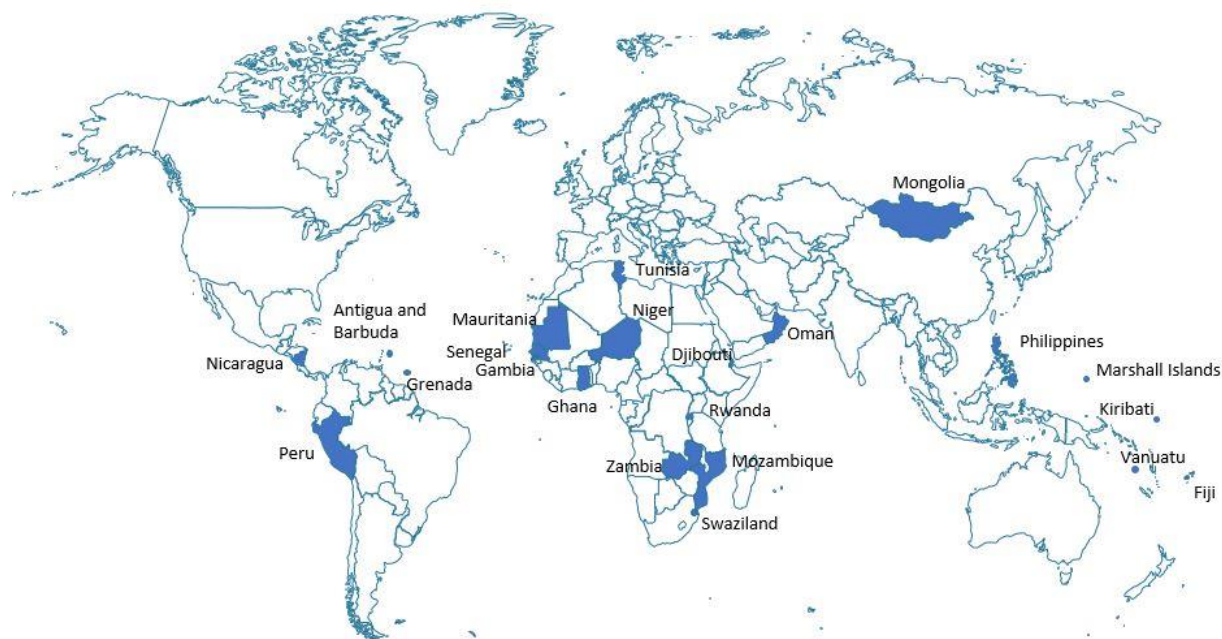 Mongolia
Tunisia
Antigua and
Barbuda
Mauritania
Niger
Oman
Philippines
Nicaragua
Senegal
Djibouti
Gambia
Marshall Islands
Grenada
Ghana
Rwanda
Kiribati
Peru
Zambia
Mozambique
Vanuatu
Fiji
Swaziland